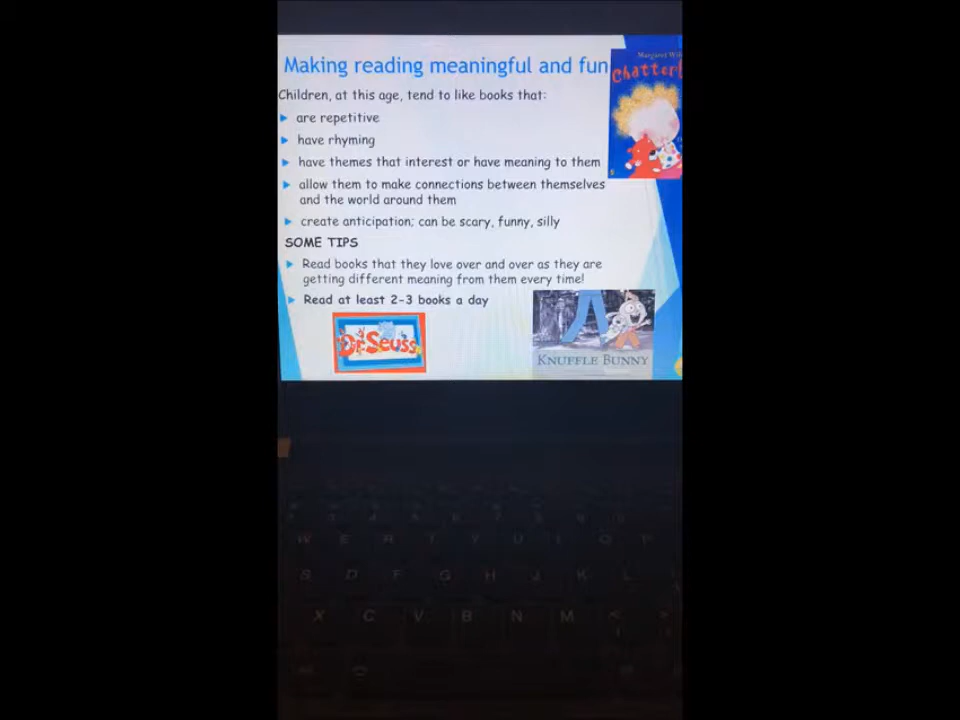 Making reading meaningful and fun
Margaret
Children, at this age, tend to like books that:
are repetitive
have rhyming
have themes that interest or have meaning to them
allow them to make connections between themselves
and the world around them
create anticipation; can be scary, funny, silly
SOME TIPS
Read books that they love over and over as they are
getting different meaning from them every time!
Read at least 2-3 books a day
Dr. Seuss
KNUFFLE BUNNY
W E R T Y U I O P
S D F G H J K L
X C V B N M